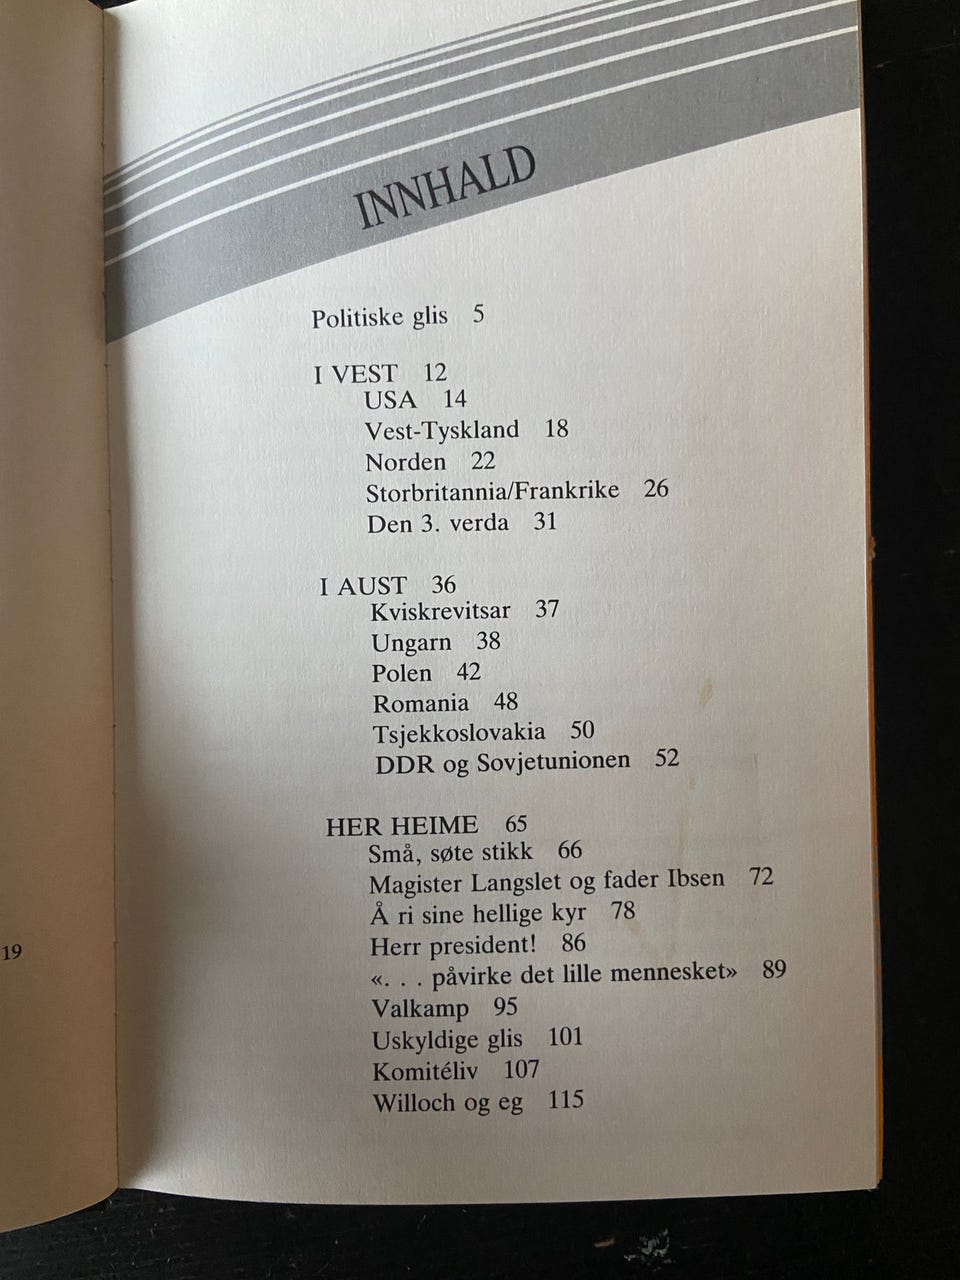 19
INNHALD
Politiske glis 5
I VEST 12
USA 14
Vest-Tyskland 18
Norden 22
Storbritannia/Frankrike 26
Den 3. verda 31
I AUST 36
Kviskrevitsar 37
Ungarn 38
Polen 42
Romania 48
Tsjekkoslovakia 50
DDR og Sovjetunionen 52
HER HEIME 65
Små, søte stikk 66
Magister Langslet og fader Ibsen 72
Å ri sine hellige kyr 78
Herr president! 86
«. . . påvirke det lille mennesket» 89
Valkamp 95
Uskyldige glis 101
Komitéliv 107
Willoch og eg 115